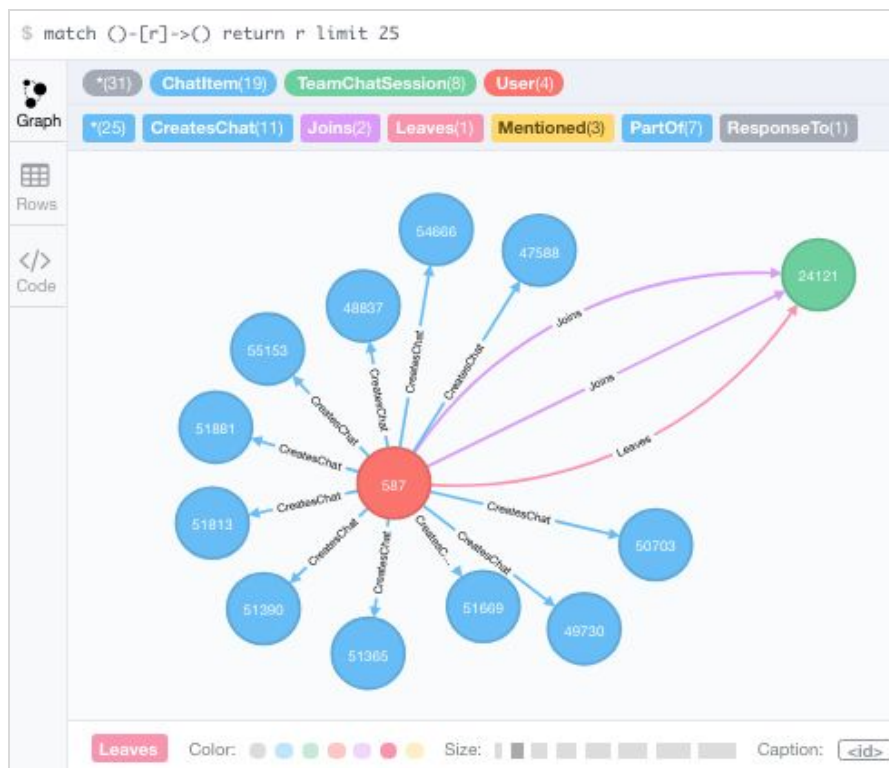 $ match ()-[r]->() return r limit 25
*(31) ChatItem(19) TeamChatSession(8) User(4)
Graph
*(25) CreatesChat(11) Joins(2) Leaves(1) Mentioned(3) PartOf(7) ResponseTo(1)
Rows
</>
Code
54666
47588
24121
48837
Joins
55153
CreatesChat
CreatesChat
CreatesChat
Joins
CreatesChat
51881
CreatesChat
Leaves
587
51813
CreatesChat
CreatesChat
50703
CreatesChat
CreatesChat
CreatesC...
CreatesChat
51390
51669
49730
51365
Leaves Color: Size: Caption: <id>